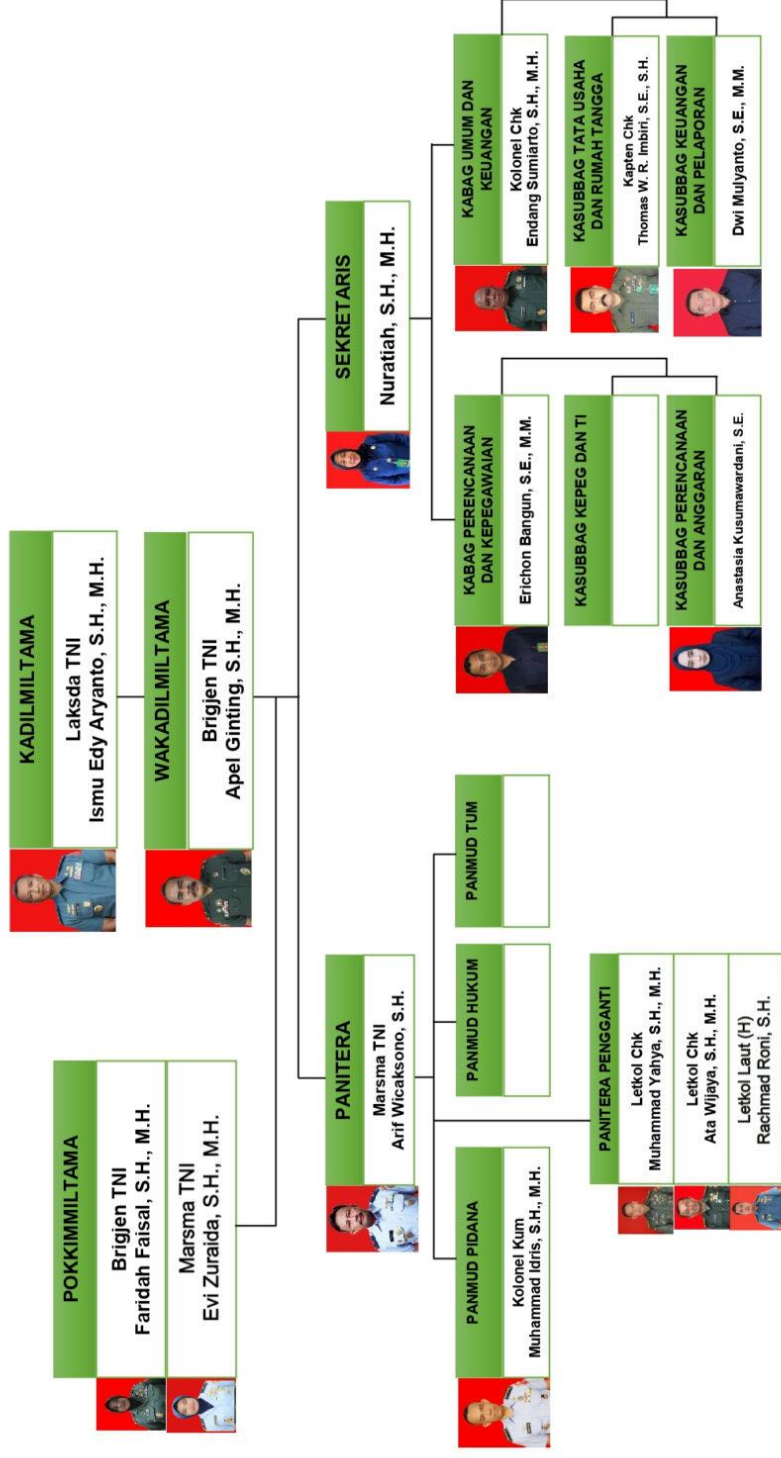 KADILMILTAMA
Laksda TNI
Ismu Edy Aryanto, S.H., M.H.
WAKADILMILTAMA
Brigjen TNI
Apel Ginting, S.H., M.H.
POKKIMMILTAMA
Brigjen TNI
Faridah Faisal, S.H., M.H.
Marsma TNI
Evi Zuraida, S.H., M.H.
PANITERA
Marsma TNI
Arif Wicaksono, S.H.
SEKRETARIS
Nuratiah, S.H., M.H.
PANMUD PIDANA
Kolonel Kum
Muhammad Idris, S.H., M.H.
PANMUD HUKUM
PANMUD TUM
PANITERA PENGGANTI
Letkol Chk
Muhammad Yahya, S.H., M.H.
Letkol Chk
Ata Wijaya, S.H., M.H.
Letkol Laut (H)
Rachmad Roni, S.H.
KABAG PERENCANAAN
DAN KEPEGAWAIAN
Erichon Bangun, S.E., M.M.
KASUBBAG KEPEG DAN TI
KASUBBAG PERENCANAAN
DAN ANGGARAN
Anastasia Kusumawardani, S.E.
KABAG UMUM DAN
KEUANGAN
Kolonel Chk
Endang Sumiarto, S.H., M.H.
KASUBBAG TATA USAHA
DAN RUMAH TANGGA
Kapten Chk
Thomas W. R. Imbiri, S.E., S.H.
KASUBBAG KEUANGAN
DAN PELAPORAN
Dwi Mulyanto, S.E., M.M.